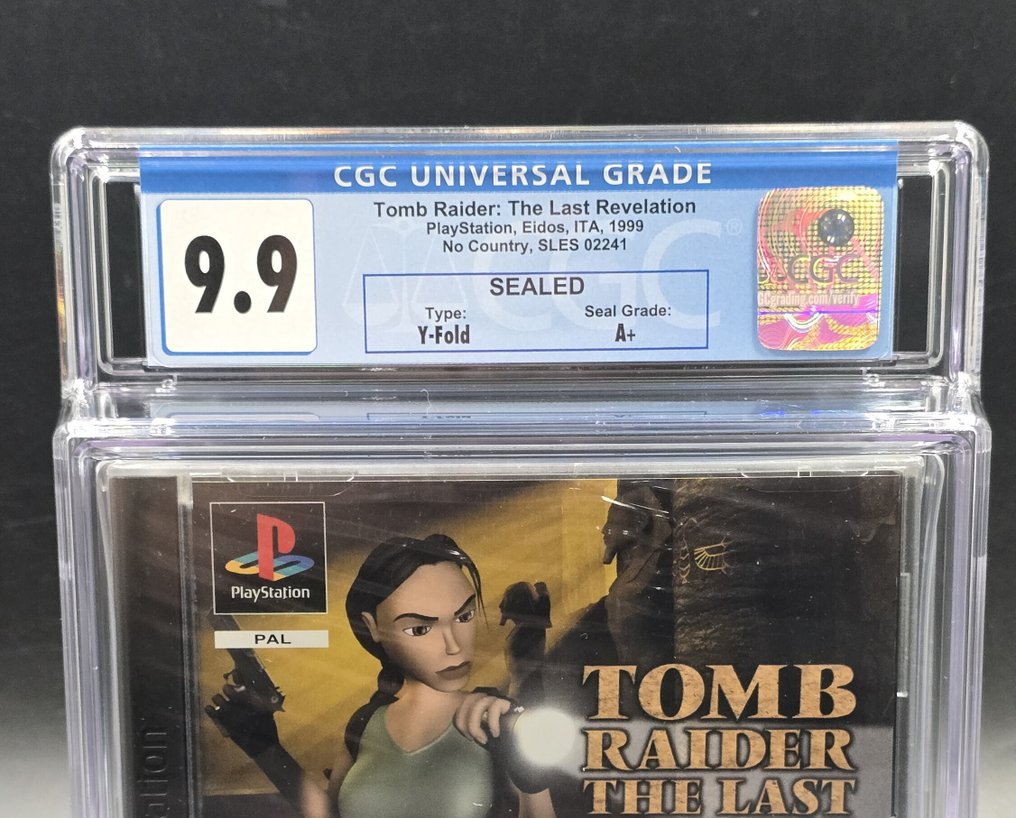 CGC UNIVERSAL GRADE
9.9
Tomb Raider: The Last Revelation
PlayStation, Eidos, ITA, 1999
No Country, SLES 02241
SEALED
Type: Seal Grade:
Y-Fold A+
CGC
CGC
CGCgrading.com/verify
PlayStation
PAL
TOMB
RAIDER
THE LAST